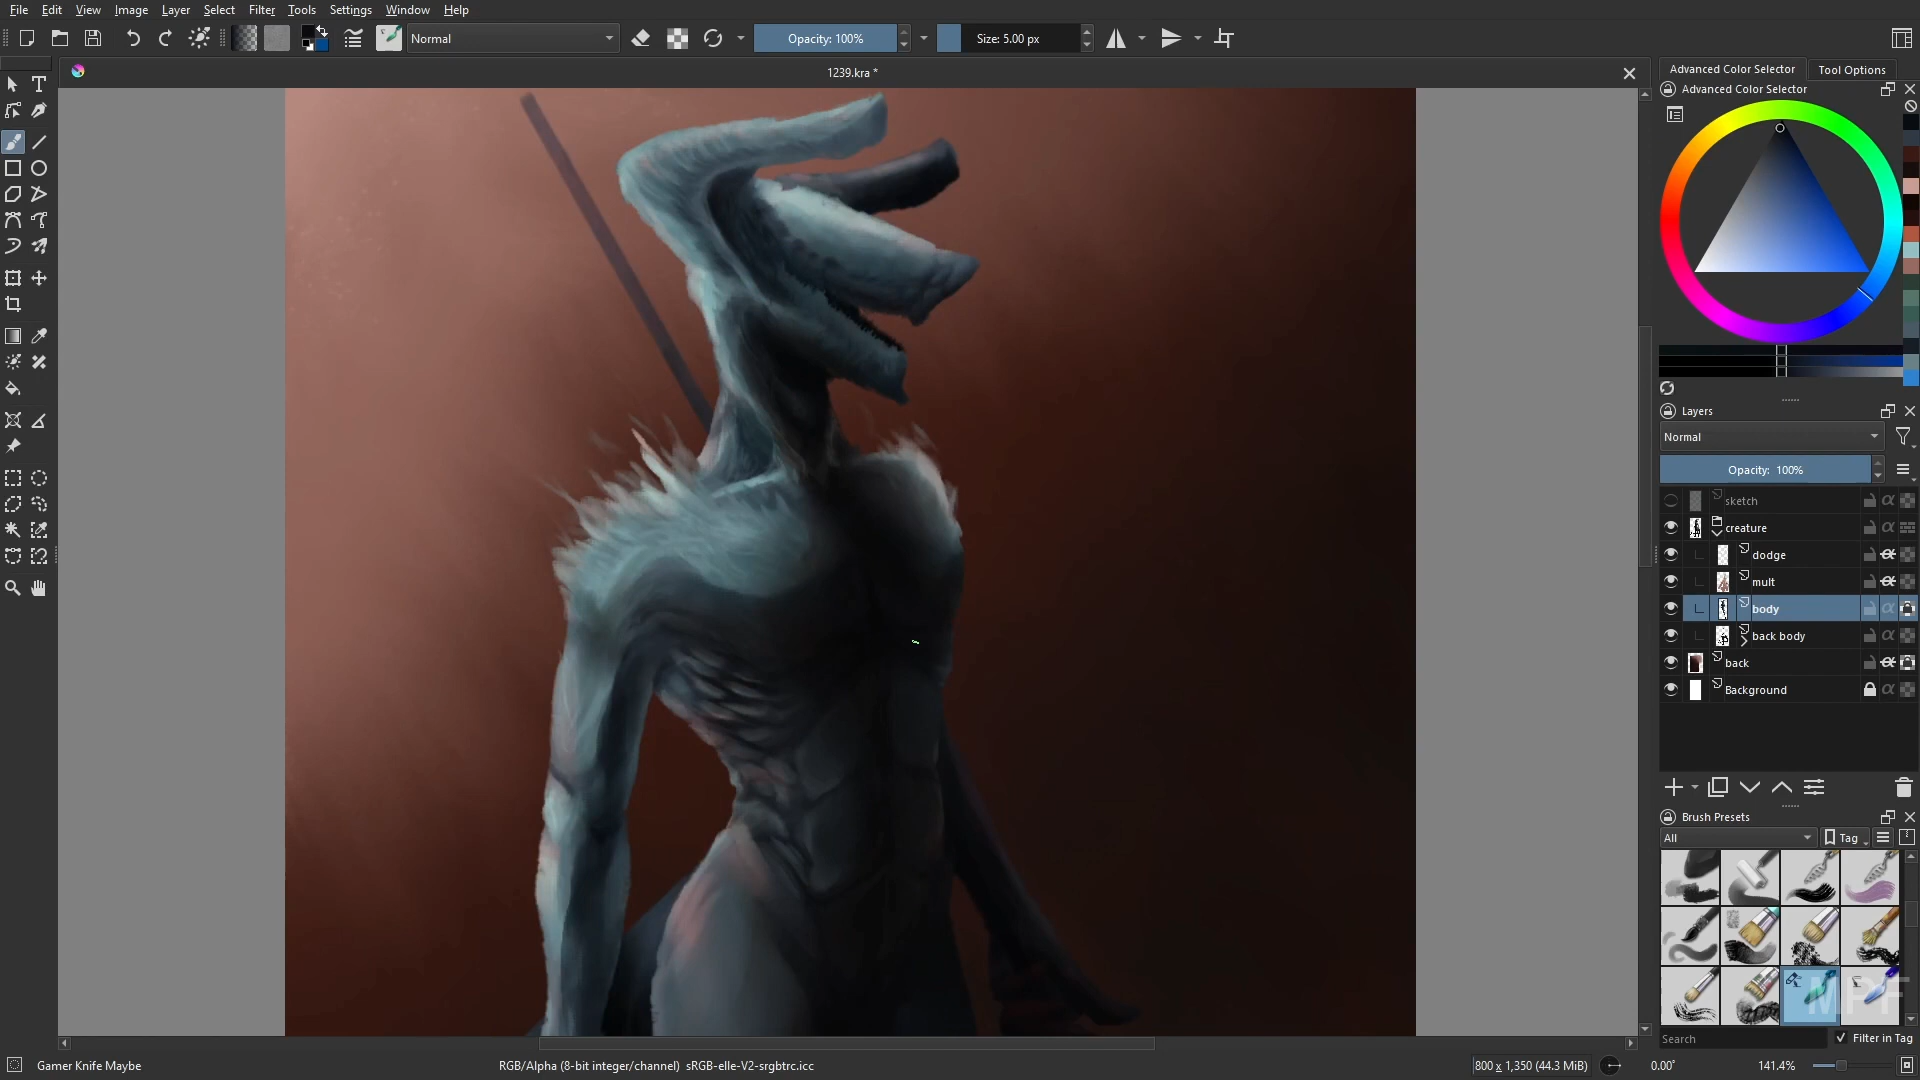 File Edit View Image Layer Select Filter Tools Settings Window Help
Normal
Opacity: 100%
Size: 5.00 px
1239.kra *
Advanced Color Selector
Tool Options
Advanced Color Selector
Layers
Normal
Opacity: 100%
sketch
creature
dodge
mult
body
back body
back
Background
Brush Presets
All
Tag
MPF
Search
Filter in Tag
Gamer Knife Maybe
RGB/Alpha (8-bit integer/channel) sRGB-elle-V2-srgbtrc.icc
800 x 1,350 (44.3 MiB)
0.00°
141.4%